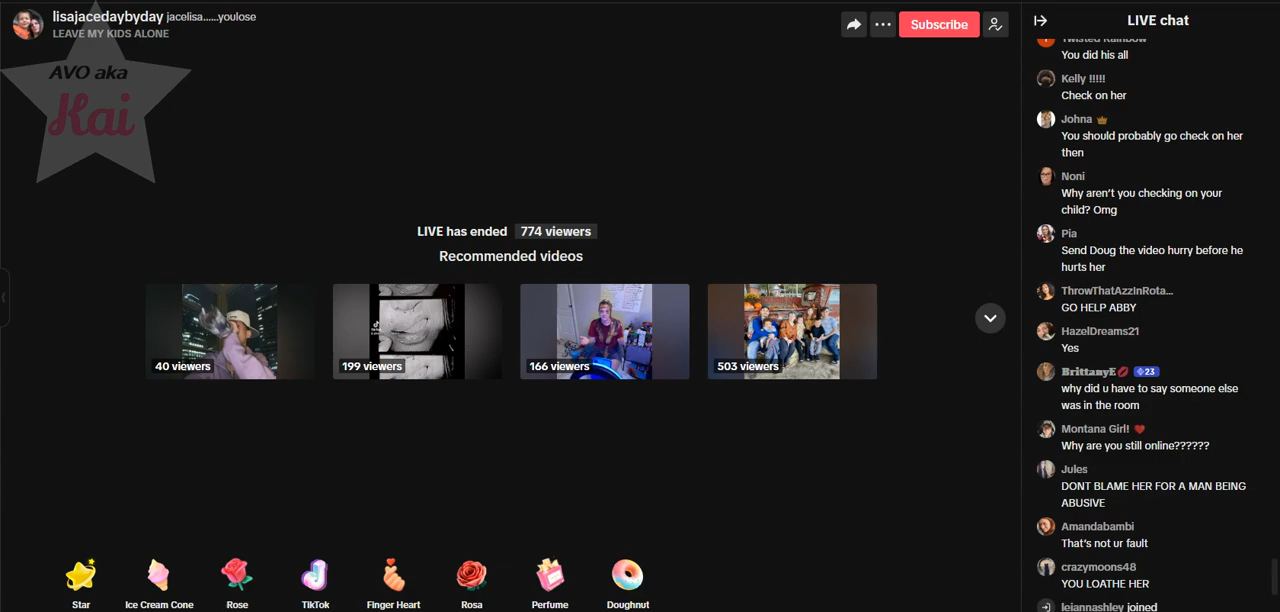 lisajacedaybyday jacelisa......youlose
LEAVE MY KIDS ALONE
AVO aka
Kai
Subscribe
LIVE has ended 774 viewers
Recommended videos
40 viewers
199 viewers
166 viewers
503 viewers
Star
Ice Cream Cone
Rose
TikTok
Finger Heart
Rosa
Perfume
Doughnut
LIVE chat
Twisted Rainbow
You did his all
Kelly !!!!!
Check on her
Johna
You should probably go check on her
then
Noni
Why aren't you checking on your
child? Omg
Pia
Send Doug the video hurry before he
hurts her
ThrowThatAzzInRota...
GO HELP ABBY
HazelDreams21
Yes
BrittanyE 23
why did u have to say someone else
was in the room
Montana Girl!
Why are you still online??????
Jules
DONT BLAME HER FOR A MAN BEING
ABUSIVE
Amandabambi
That's not ur fault
crazymoons48
YOU LOATHE HER
leiannashley joined